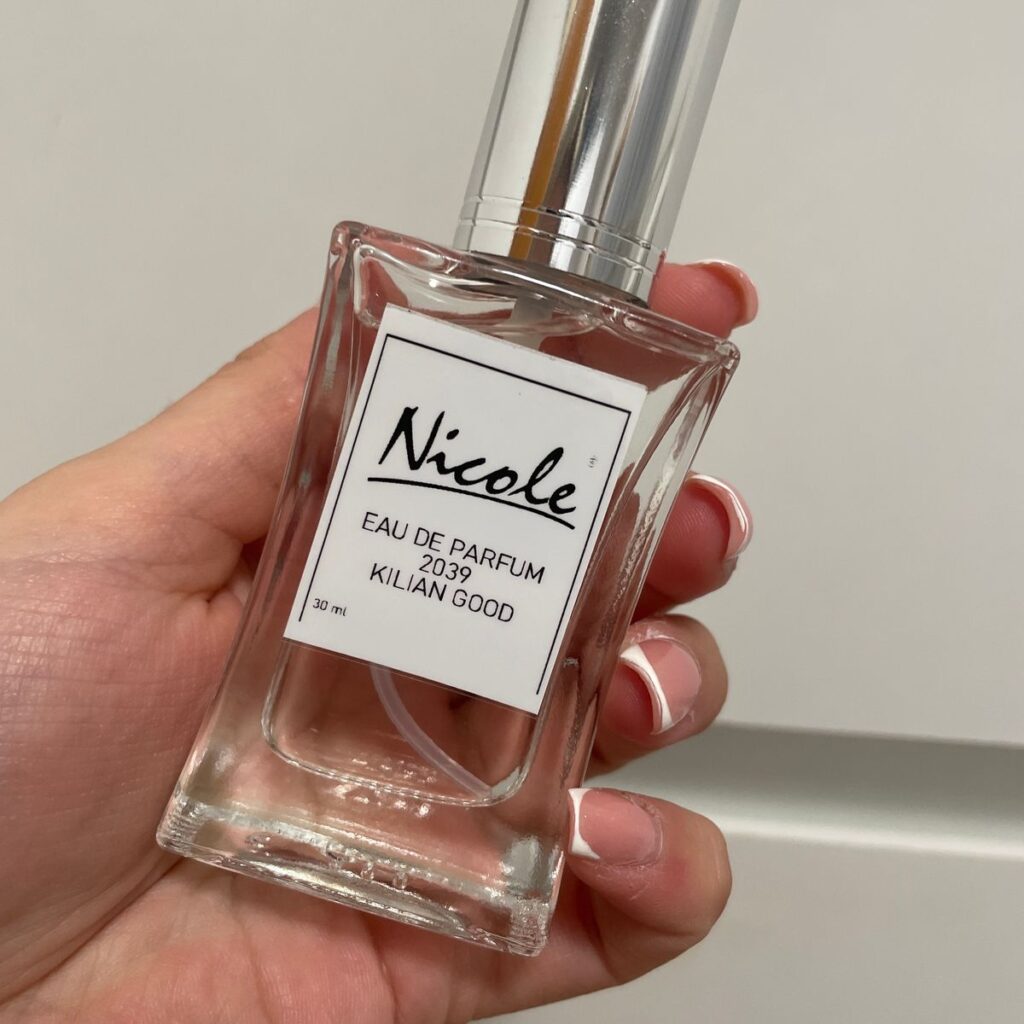 Nicole
EAU DE PARFUM
2039
KILIAN GOOD
30 ml